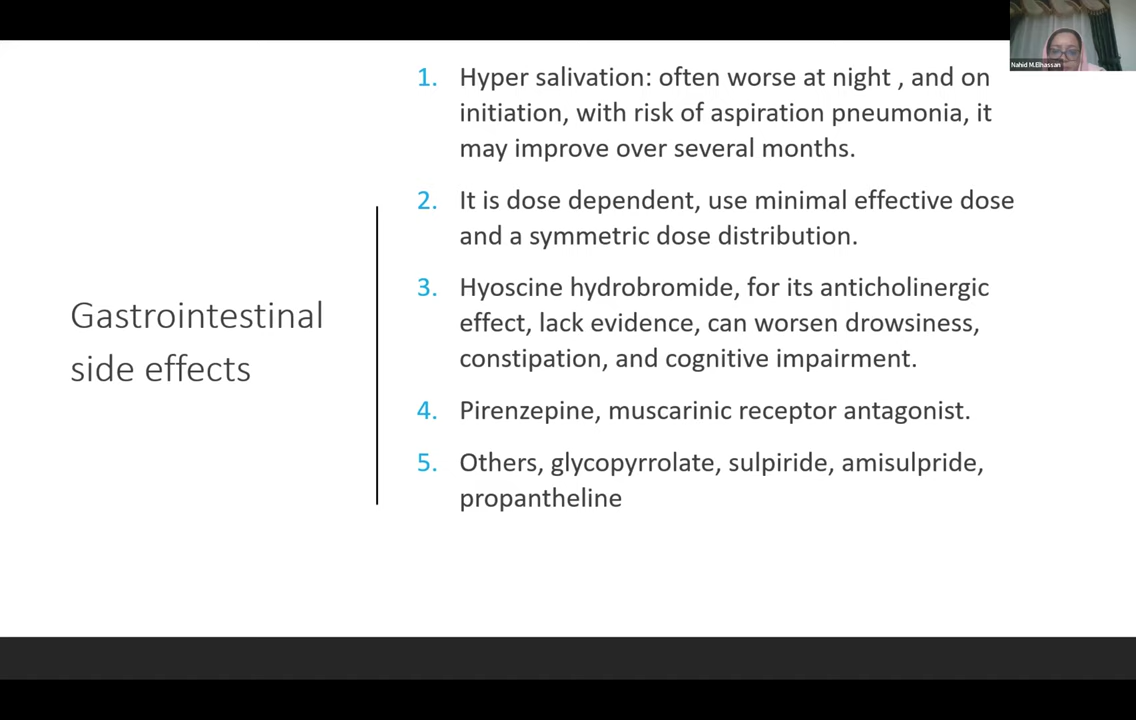 Nahid M.Elhassan
Gastrointestinal
side effects
1. Hyper salivation: often worse at night , and on
initiation, with risk of aspiration pneumonia, it
may improve over several months.
2. It is dose dependent, use minimal effective dose
and a symmetric dose distribution.
3. Hyoscine hydrobromide, for its anticholinergic
effect, lack evidence, can worsen drowsiness,
constipation, and cognitive impairment.
4. Pirenzepine, muscarinic receptor antagonist.
5. Others, glycopyrrolate, sulpiride, amisulpride,
propantheline